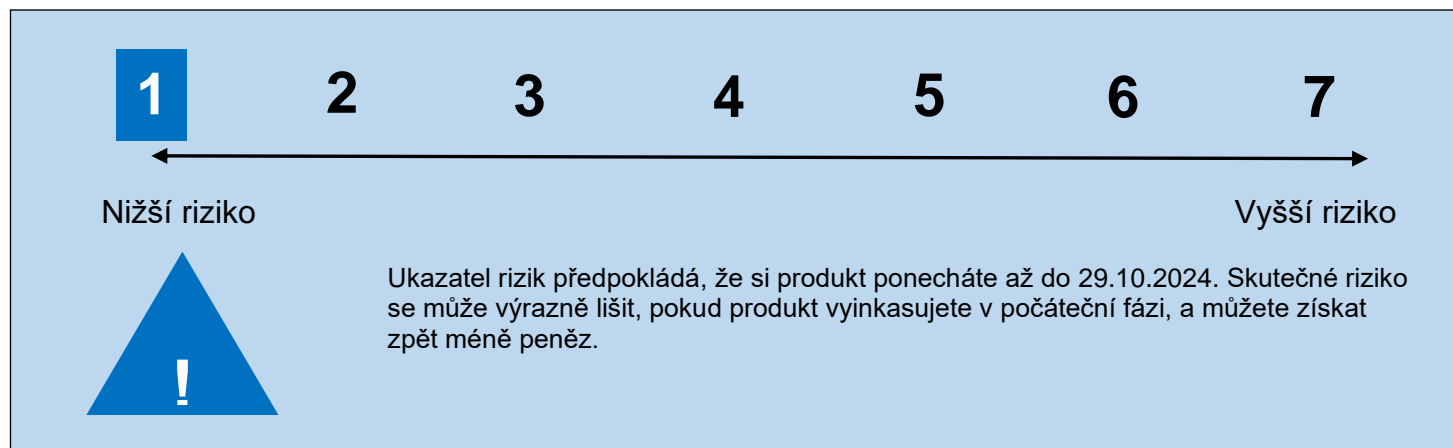 1 2 3 4 5 6 7
Nižší riziko Vyšší riziko
Ukazatel rizik předpokládá, že si produkt ponecháte až do 29.10.2024. Skutečné riziko
se může výrazně lišit, pokud produkt vyinkasujete v počáteční fázi, a můžete získat
zpět méně peněz.
!